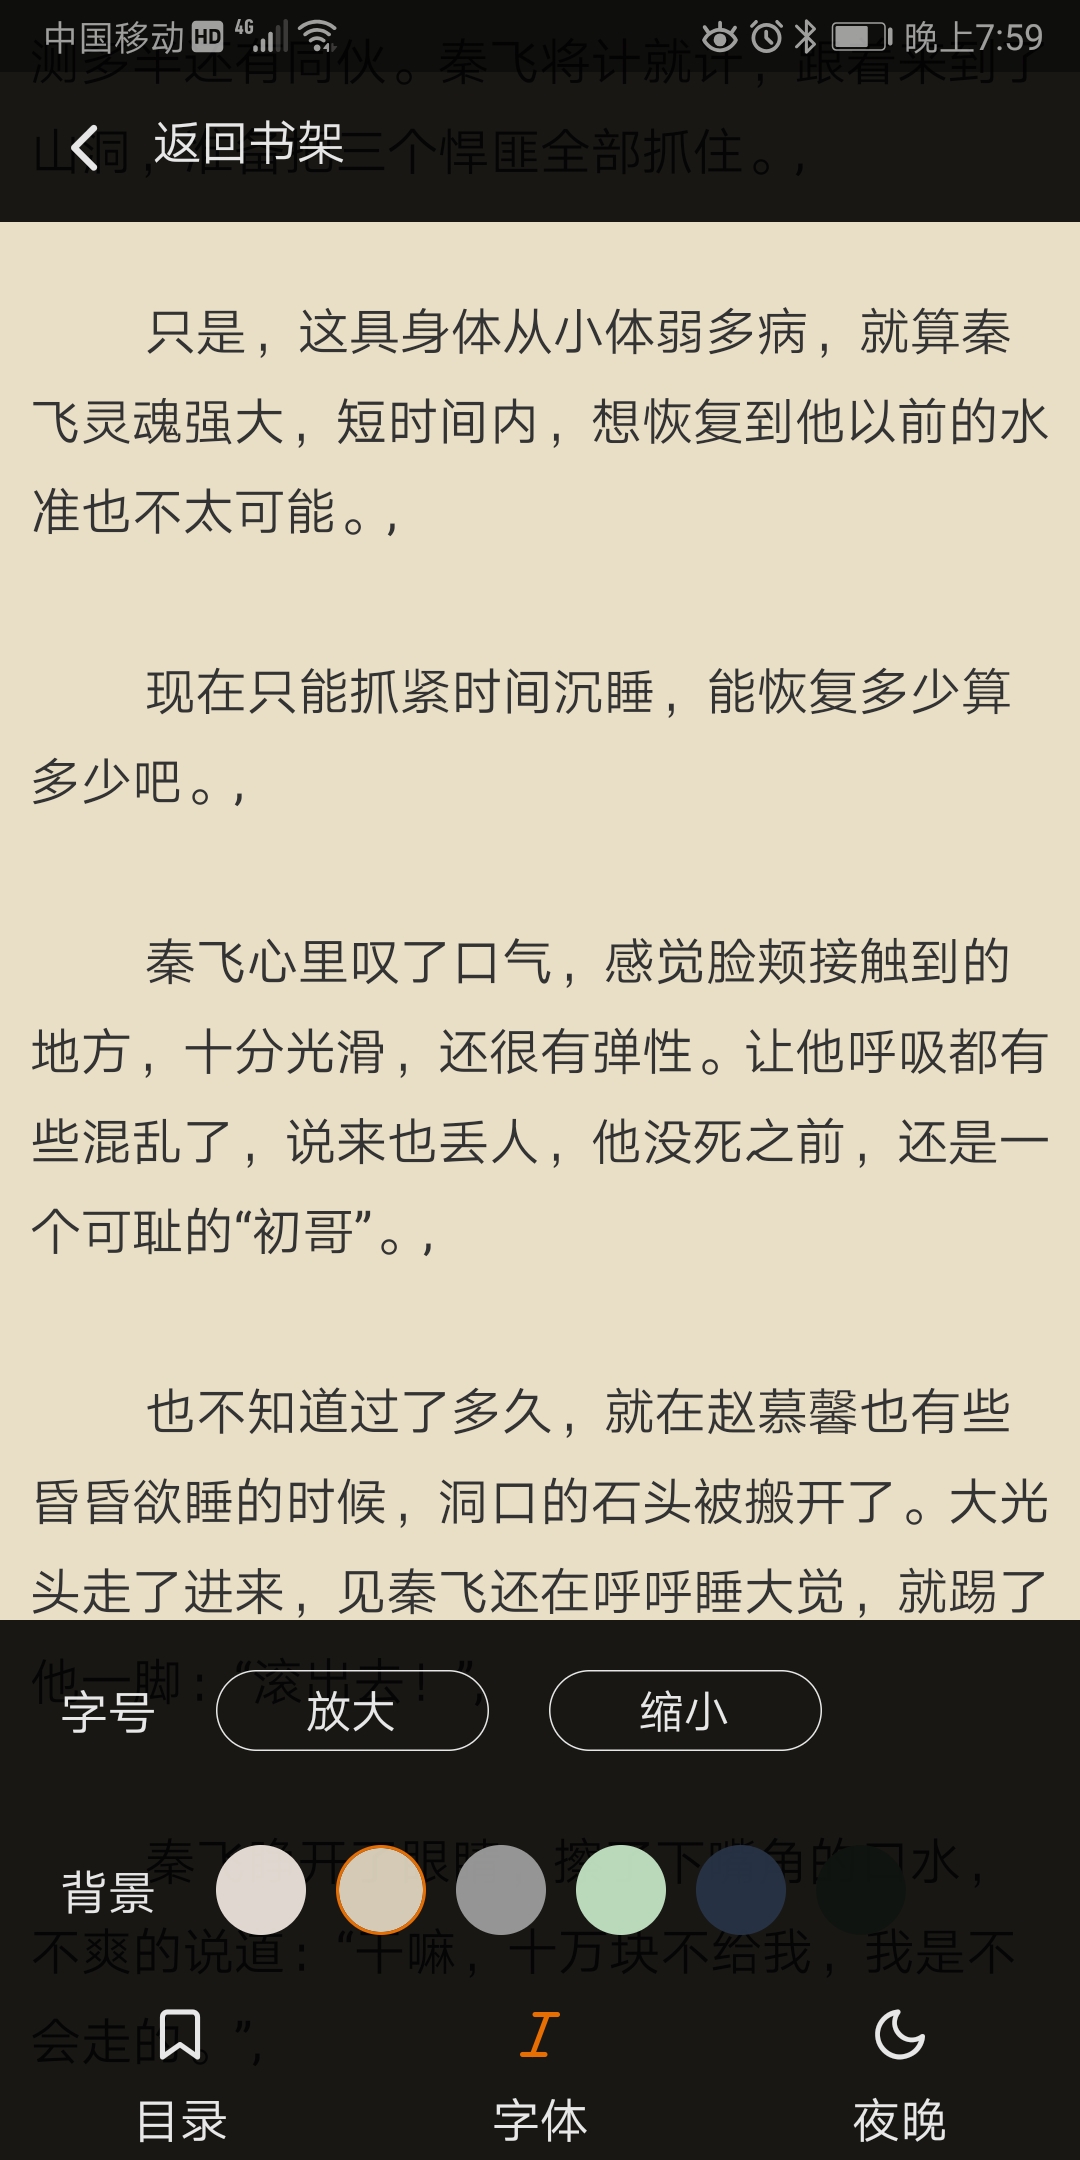 中国移动 HD 4G 晚上7:59
测多半还有同伙。秦飞将计就计，跟着来到了
返回书架
山洞，准备把三个悍匪全部抓住。,
只是，这具身体从小体弱多病，就算秦
飞灵魂强大，短时间内，想恢复到他以前的水
准也不太可能。,
现在只能抓紧时间沉睡，能恢复多少算
多少吧。,
秦飞心里叹了口气，感觉脸颊接触到的
地方，十分光滑，还很有弹性。让他呼吸都有
些混乱了，说来也丢人，他没死之前，还是一
个可耻的“初哥”。,
也不知道过了多久，就在赵慕馨也有些
昏昏欲睡的时候，洞口的石头被搬开了。大光
头走了进来，见秦飞还在呼呼睡大觉，就踢了
他一脚：“滚出去！”,
字号 放大 缩小
秦飞睁开了眼睛，擦了下嘴角的口水，
背景
不爽的说道：“干嘛，十万块不给我，我是不
会走的。”,
目录 字体 夜晚